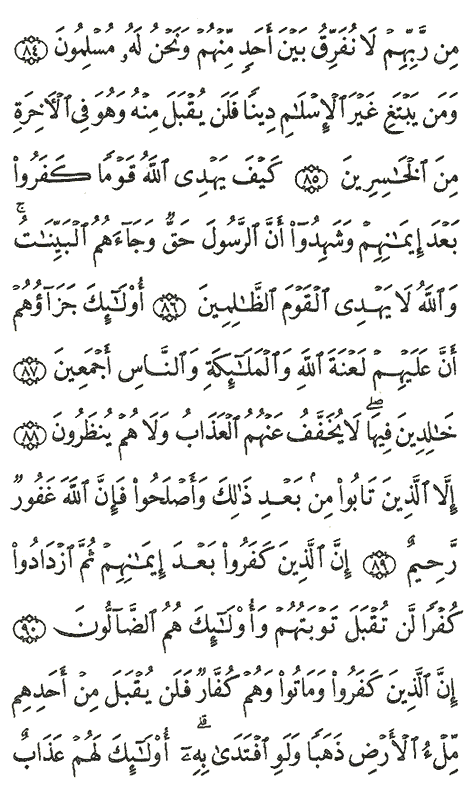 مِن رَّبِّهِمْ لَا نُفَرِّقُ بَيْنَ أَحَدٍ مِّنْهُمْ وَنَحْنُ لَهُۥ مُسْلِمُونَ ﴿٨٤﴾
وَمَن يَبْتَغِ غَيْرَ ٱلْإِسْلَٰمِ دِينًا فَلَن يُقْبَلَ مِنْهُ وَهُوَ فِى ٱلْءَاخِرَةِ
مِنَ ٱلْخَٰسِرِينَ ﴿٨٥﴾ كَيْفَ يَهْدِى ٱللَّهُ قَوْمًا كَفَرُوا۟
بَعْدَ إِيمَٰنِهِمْ وَشَهِدُوٓا۟ أَنَّ ٱلرَّسُولَ حَقٌّ وَجَآءَهُمُ ٱلْبَيِّنَٰتُ ۚ
وَٱللَّهُ لَا يَهْدِى ٱلْقَوْمَ ٱلظَّٰلِمِينَ ﴿٨٦﴾ أُو۟لَٰٓئِكَ جَزَآؤُهُمْ
أَنَّ عَلَيْهِمْ لَعْنَةَ ٱللَّهِ وَٱلْمَلَٰٓئِكَةِ وَٱلنَّاسِ أَجْمَعِينَ ﴿٨٧﴾
خَٰلِدِينَ فِيهَا ۖ لَا يُخَفَّفُ عَنْهُمُ ٱلْعَذَابُ وَلَا هُمْ يُنظَرُونَ ﴿٨٨﴾
إِلَّا ٱلَّذِينَ تَابُوا۟ مِنۢ بَعْدِ ذَٰلِكَ وَأَصْلَحُوا۟ فَإِنَّ ٱللَّهَ غَفُورٌ
رَّحِيمٌ ﴿٨٩﴾ إِنَّ ٱلَّذِينَ كَفَرُوا۟ بَعْدَ إِيمَٰنِهِمْ ثُمَّ ٱزْدَادُوا۟
كُفْرًا لَّن تُقْبَلَ تَوْبَتُهُمْ وَأُو۟لَٰٓئِكَ هُمُ ٱلضَّآلُّونَ ﴿٩٠﴾
إِنَّ ٱلَّذِينَ كَفَرُوا۟ وَمَاتُوا۟ وَهُمْ كُفَّارٌ فَلَن يُقْبَلَ مِنْ أَحَدِهِم
مِّلْءُ ٱلْأَرْضِ ذَهَبًا وَلَوِ ٱفْتَدَىٰ بِهِۦٓ ۗ أُو۟لَٰٓئِكَ لَهُمْ عَذَابٌ